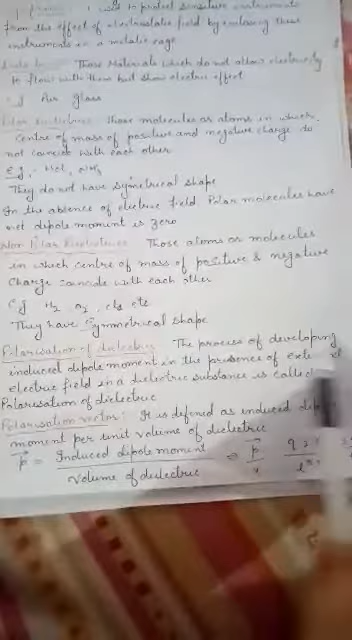 used to protect sensitive instruments
from the effect of electrostatic field by enclosing these
instruments in a metalic cage
Those Materials which do not allow electricity
to flow with them but show electric effect
eg Air glass
Polar Dielectrics Those molecules or atoms in which
centre of mass of positive and negative charge do
not coincide with each other
Eg. HCl, NH3
They do not have symetrical shape
In the absence of electric field Polar molecules have
net dipole moment is zero
Non Polar Dielectrics Those atoms or molecules
in which centre of mass of positive & negative
Charge coincide with each other
eg H2 O2, etc
They have Symmetrical shape
Polarisation of dielectric The process of developing
induced dipole moment in the presence of
electric field in a dielectric substance is called
Polarisation of dielectric
Polarisation vector: It is defined as induced
moment per unit volume of dielectric
P = Induced dipole moment
volume of dielectric